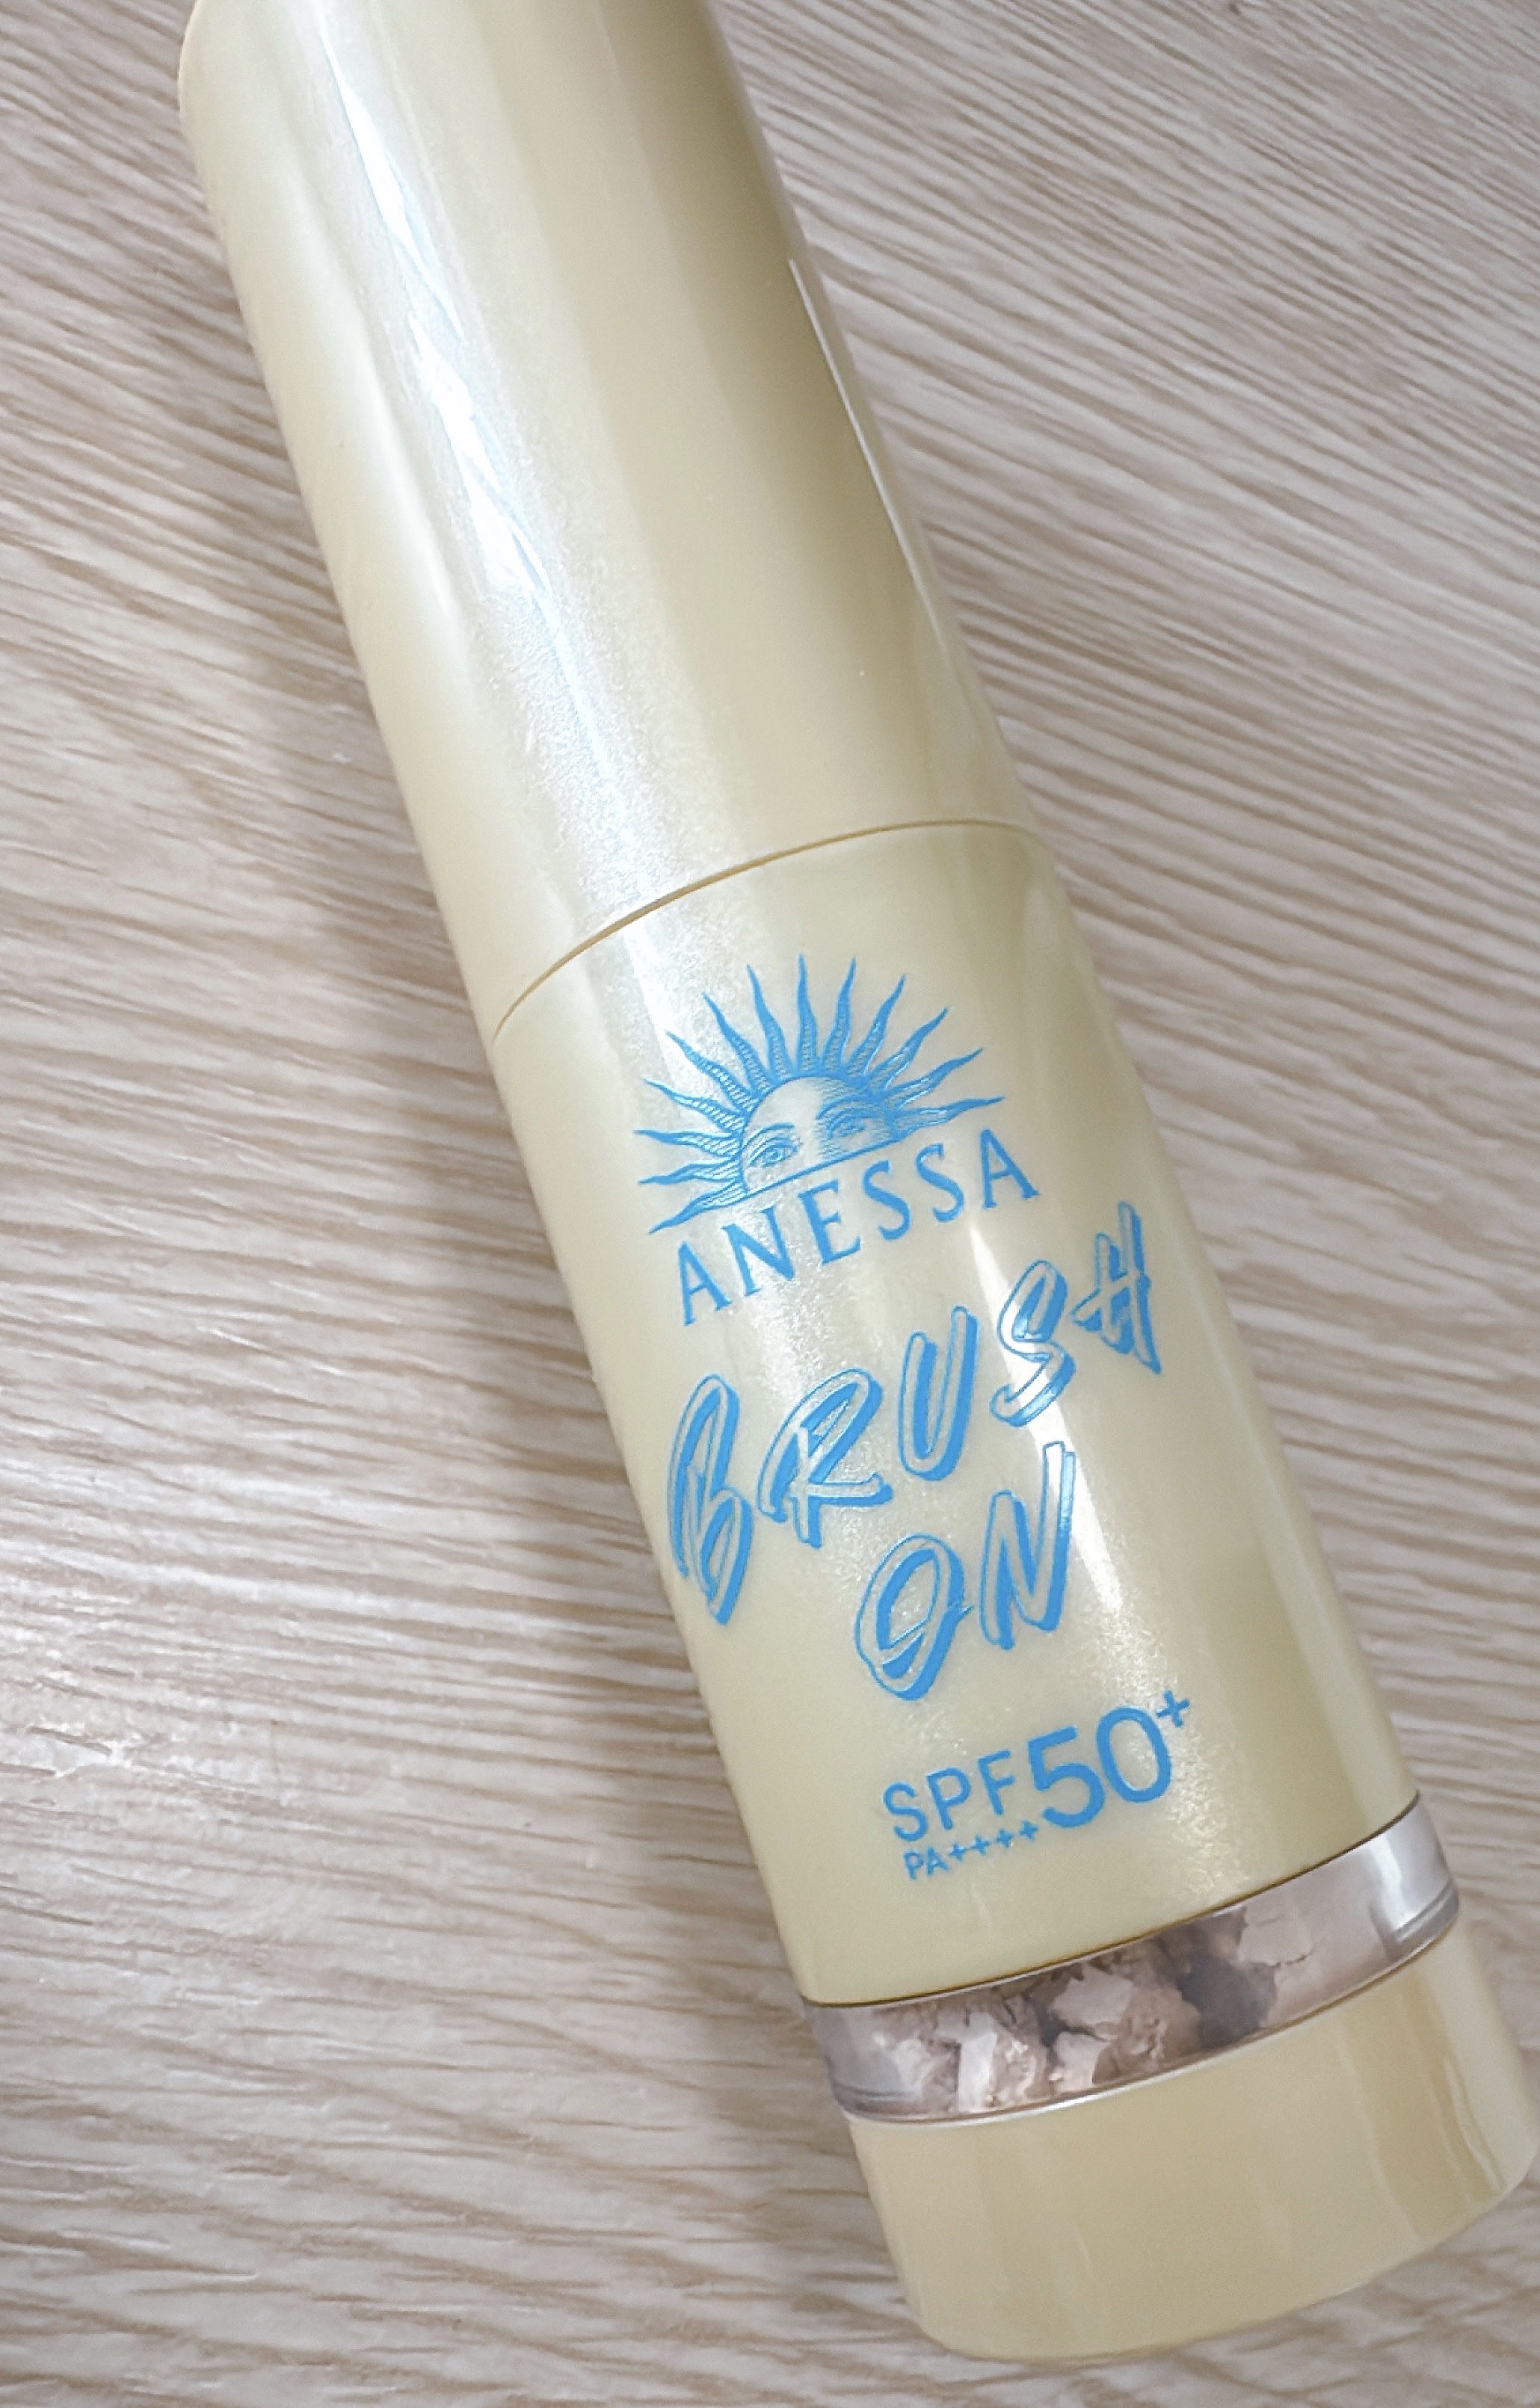 ANESSA
BRUSH
ON
SPF50+
PA++++